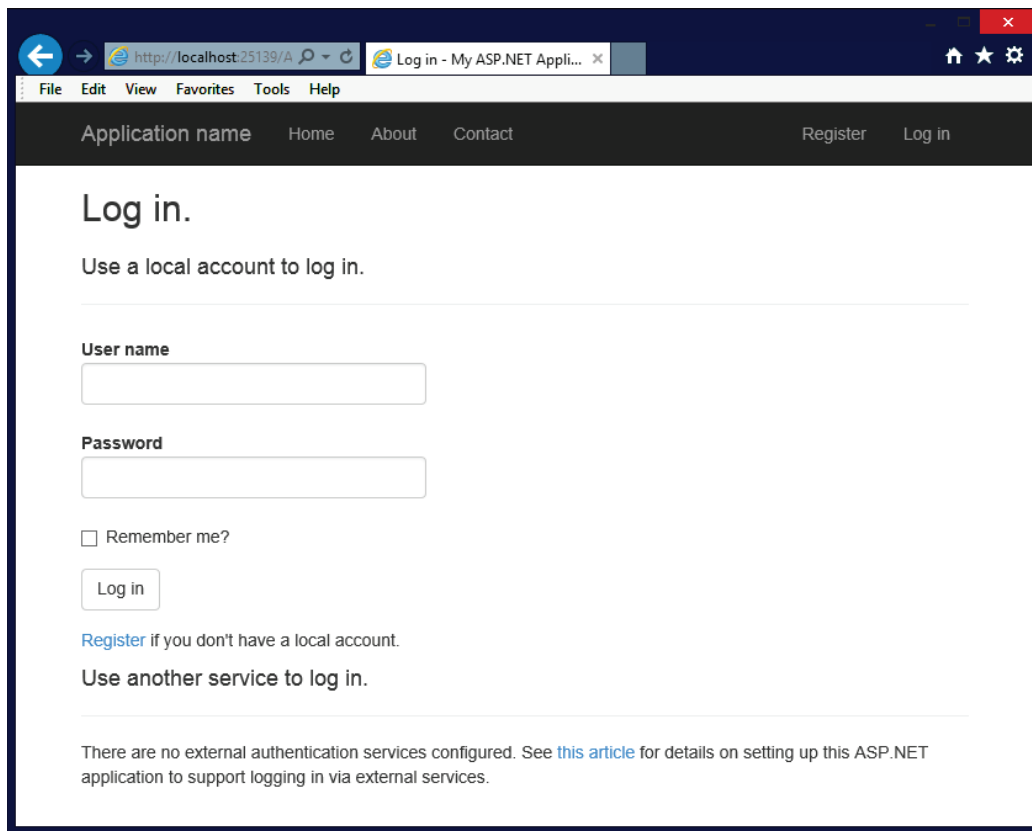 http://localhost:25139/A
Log in - My ASP.NET Appli...
File Edit View Favorites Tools Help
Application name Home About Contact Register Log in
Log in.
Use a local account to log in.
User name
Password
Remember me?
Log in
Register if you don't have a local account.
Use another service to log in.
There are no external authentication services configured. See this article for details on setting up this ASP.NET
application to support logging in via external services.